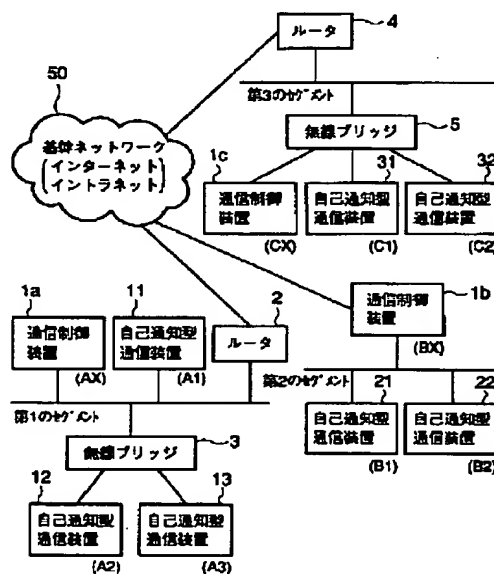 4
ルータ
50
第3のセグメント
基幹ネットワーク
インターネット
イントラネット
無線ブリッジ
5
1c
31
32
通信制御
装置
(CX)
自己通知型
通信装置
(C1)
自己通知型
通信装置
(C2)
1a
通信制御
装置
(AX)
11
自己通知型
通信装置
(A1)
2
ルータ
1b
通信制御
装置
(BX)
第1のセグメント
第2のセグメント
21
自己通知型
通信装置
(B1)
22
自己通知型
通信装置
(B2)
無線ブリッジ
3
12
自己通知型
通信装置
(A2)
13
自己通知型
通信装置
(A3)